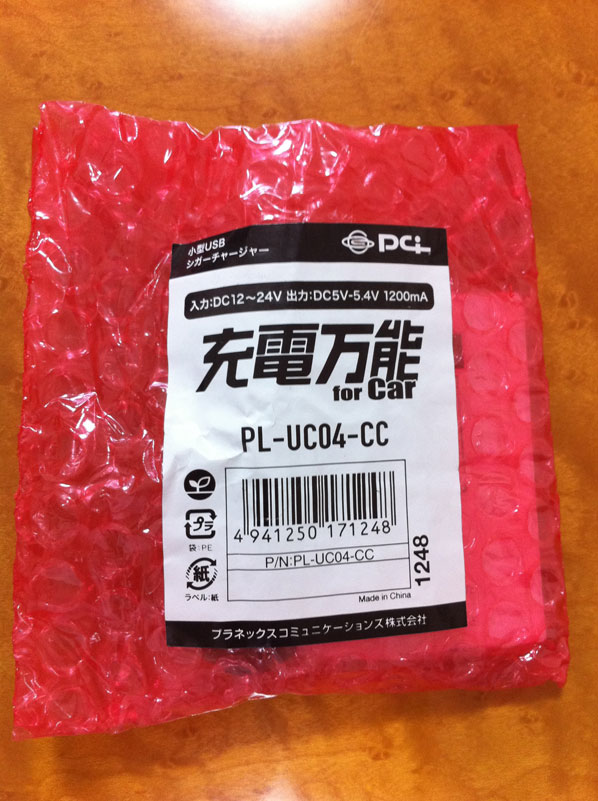 小型USB
シガーチャージャー
PCi
入力:DC12～24V 出力:DC5V-5.4V 1200mA
充電万能
for Car
PL-UC04-CC
4 941250 171248
P/N:PL-UC04-CC
1248
プラ
袋:PE
紙
ラベル:紙
Made in China
プラネックスコミュニケーションズ株式会社